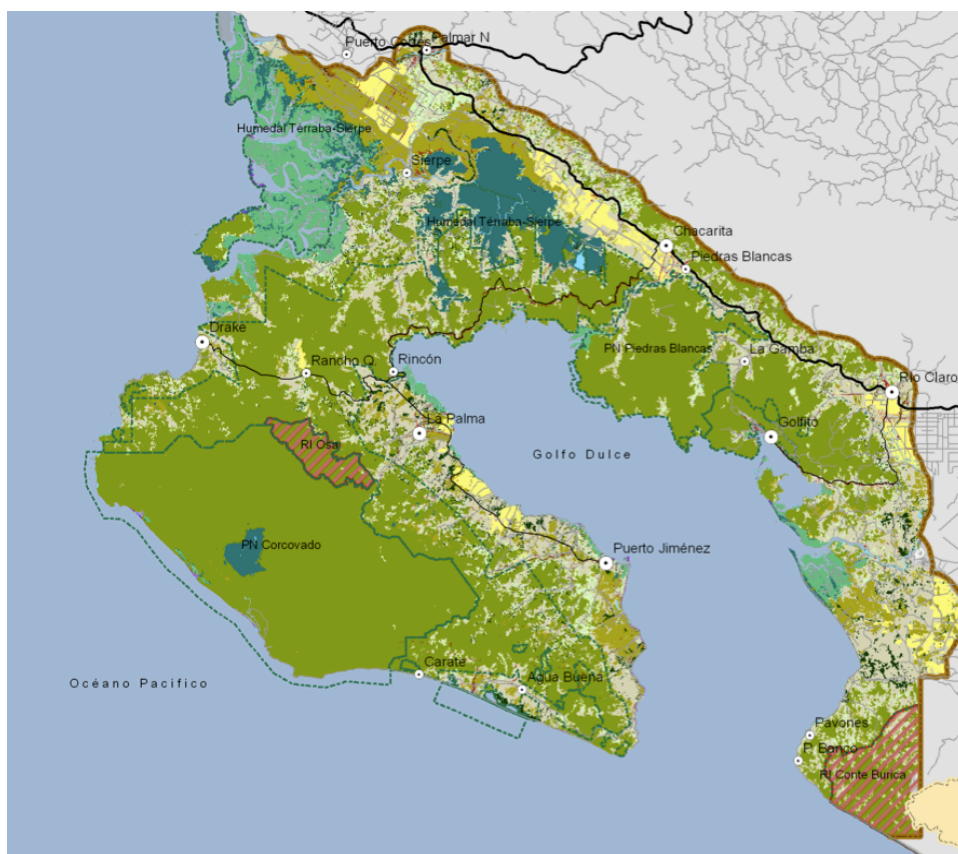 Puerto Cortés
Palmar N
Humedal Térraba-Sierpe
Sierpe
Humedal Térraba-Sierpe
Chacarita
Piedras Blancas
Drake
Rancho Q.
Rincón
PN Piedras Blancas
La Gamba
Río Claro
La Palma
RI Osa
Golfito
Golfo Dulce
PN Corcovado
Puerto Jiménez
Carate
Agua Buena
Océano Pacífico
Pavones
P. Banco
RI Conte Burica